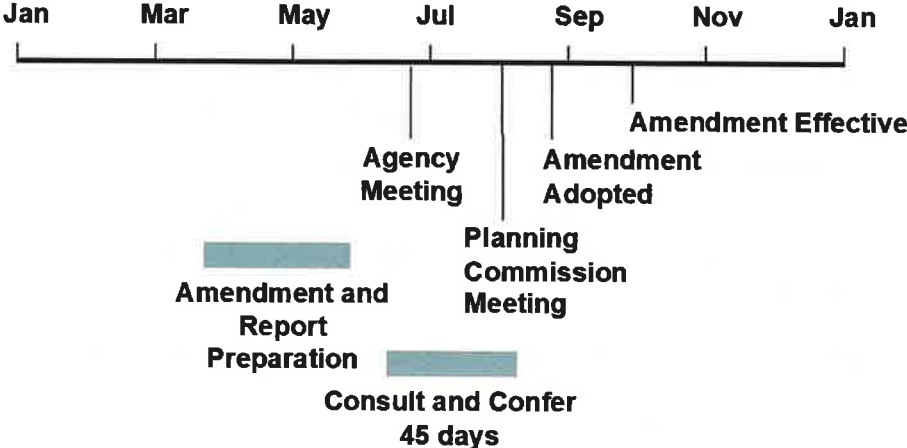 Jan Mar May Jul Sep Nov Jan
Amendment Effective
Agency
Meeting
Amendment
Adopted
Planning
Commission
Meeting
Amendment and
Report
Preparation
Consult and Confer
45 days